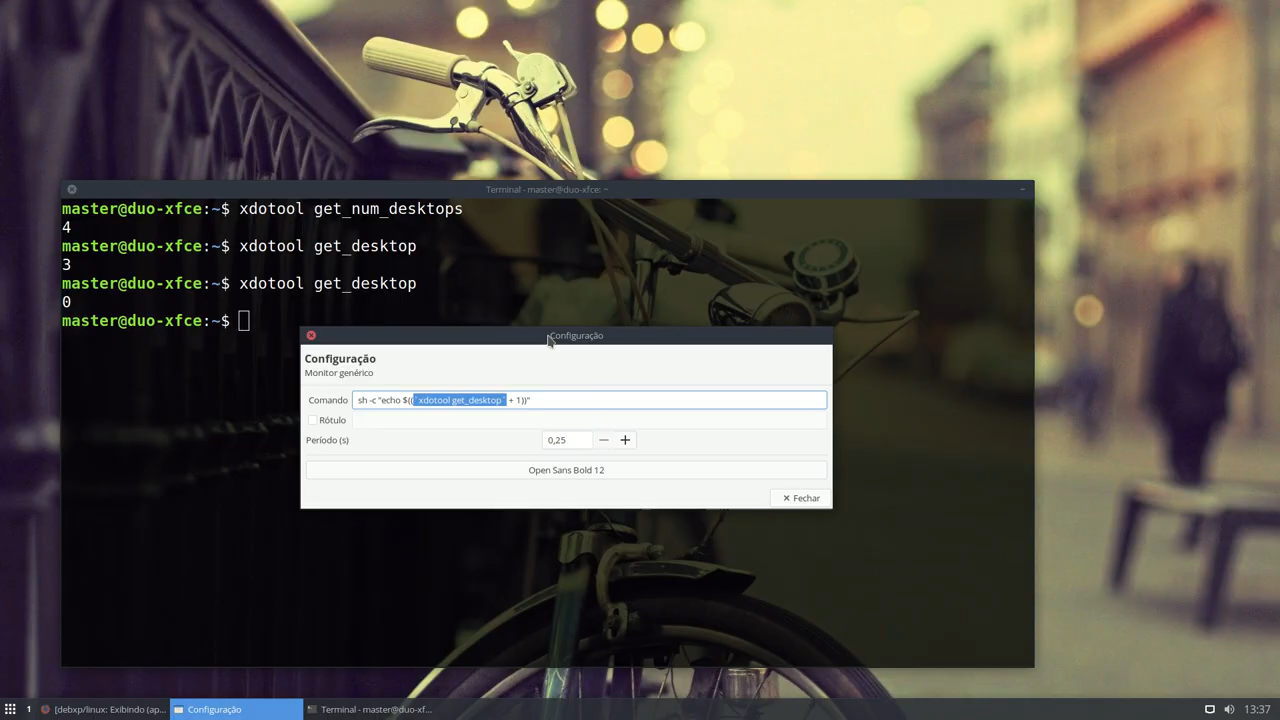 Terminal - master@duo-xfce: ~
master@duo-xfce:~$ xdotool get_num_desktops
4
master@duo-xfce:~$ xdotool get_desktop
3
master@duo-xfce:~$ xdotool get_desktop
0
master@duo-xfce:~$
Configuração
Configuração
Monitor genérico
Comando sh -c "echo $((`xdotool get_desktop` + 1))"
Rótulo
Período (s) 0,25
Open Sans Bold 12
Fechar
1 [debxp/linux: Exibindo (ap... Configuração Terminal - master@duo-xf... 13:37